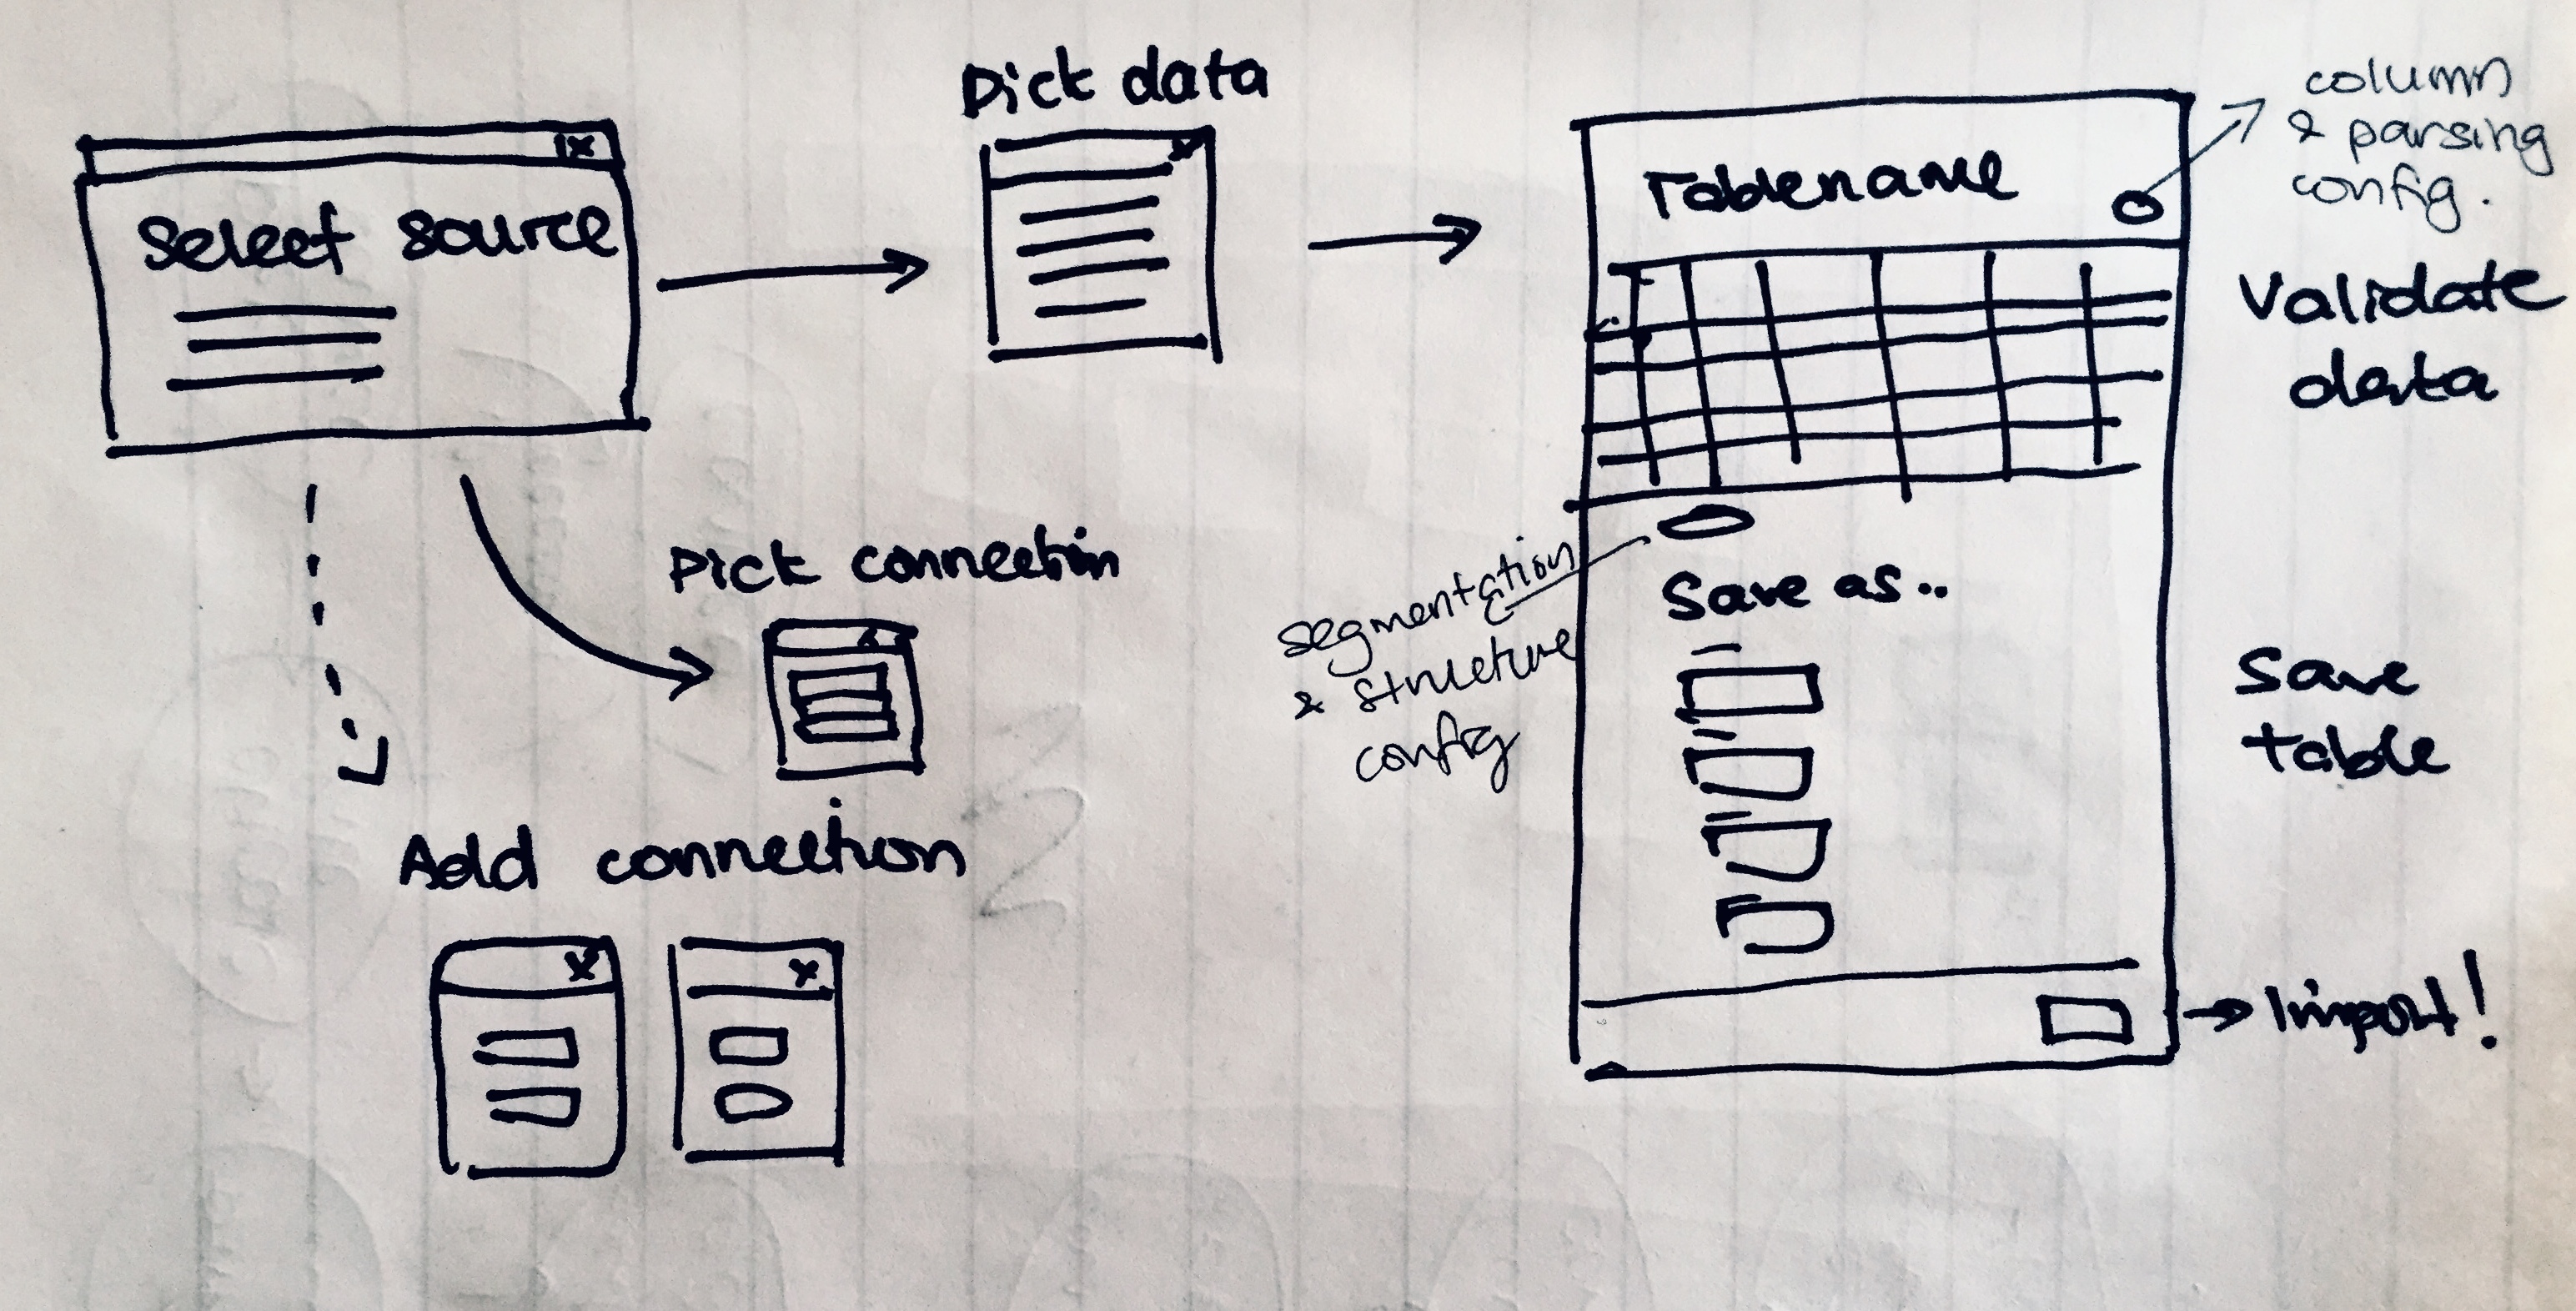 Pick data
Select source
Tablename
column
& parsing
config.
Validate
data
Pick connection
segmentation
& structure
config
Save as..
Save
table
Add connection
Import!